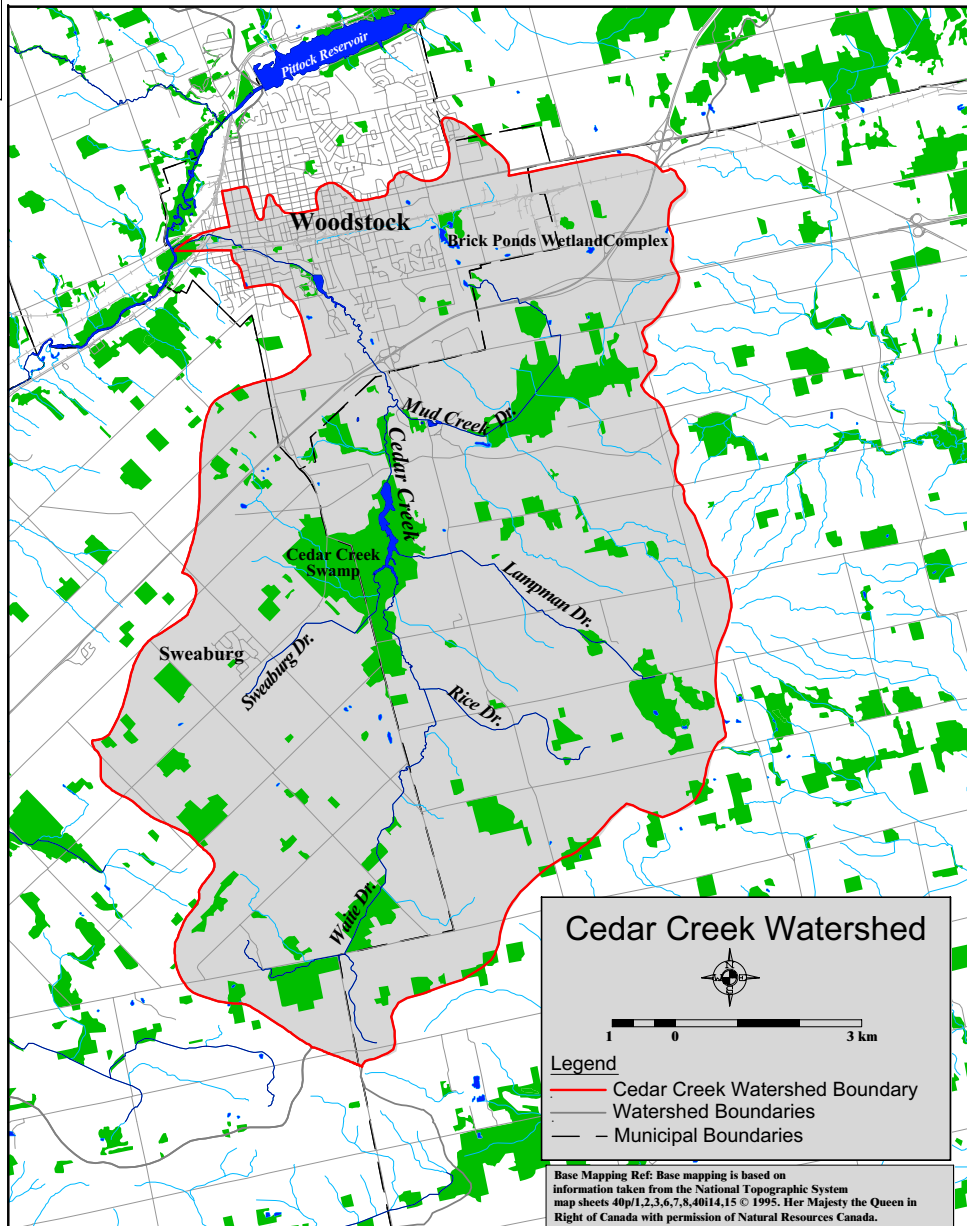 Pittock Reservoir
Woodstock
Brick Ponds WetlandComplex
Mud Creek Dr.
Cedar Creek
Cedar Creek
Swamp
Lampman Dr.
Sweaburg
Sweaburg Dr.
Rice Dr.
Waite Dr.
Cedar Creek Watershed
N
W E
S
1 0 3 km
Legend
Cedar Creek Watershed Boundary
Watershed Boundaries
Municipal Boundaries
Base Mapping Ref: Base mapping is based on
information taken from the National Topographic System
map sheets 40p/1,2,3,6,7,8,40i14,15 © 1995. Her Majesty the Queen in
Right of Canada with permission of Natural Resources Canada.